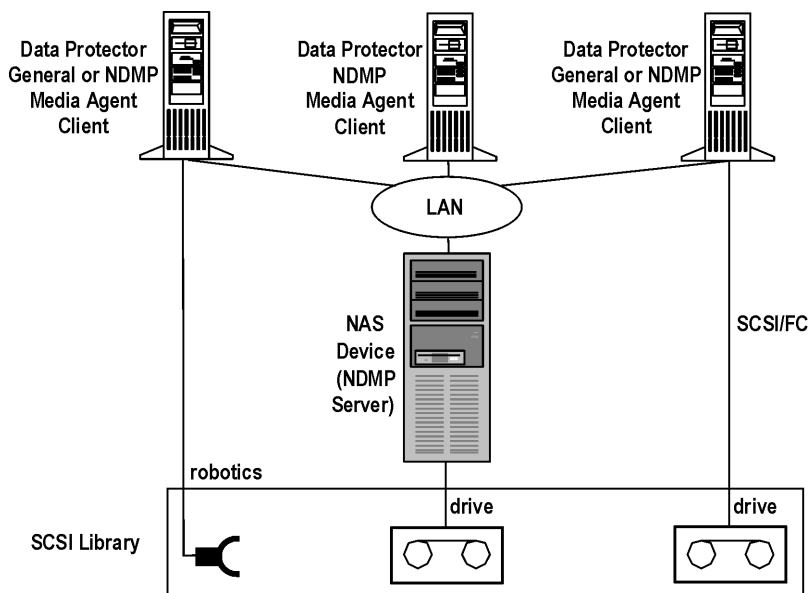 Data Protector
General or NDMP
Media Agent
Client
Data Protector
NDMP
Media Agent
Client
Data Protector
General or NDMP
Media Agent
Client
LAN
NAS
Device
(NDMP
Server)
SCSI/FC
robotics
drive
drive
SCSI Library